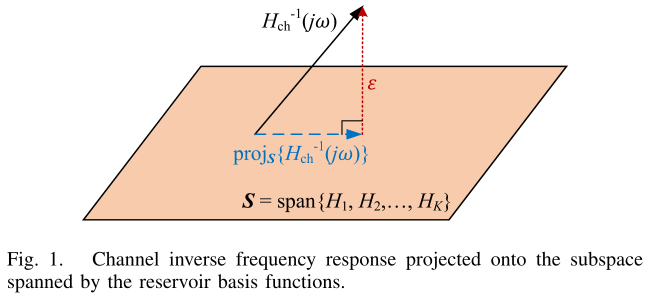 H_ch^-1(jω)
ε
proj_S{H_ch^-1(jω)}
S = span{H_1, H_2,..., H_K}
Fig. 1. Channel inverse frequency response projected onto the subspace
spanned by the reservoir basis functions.